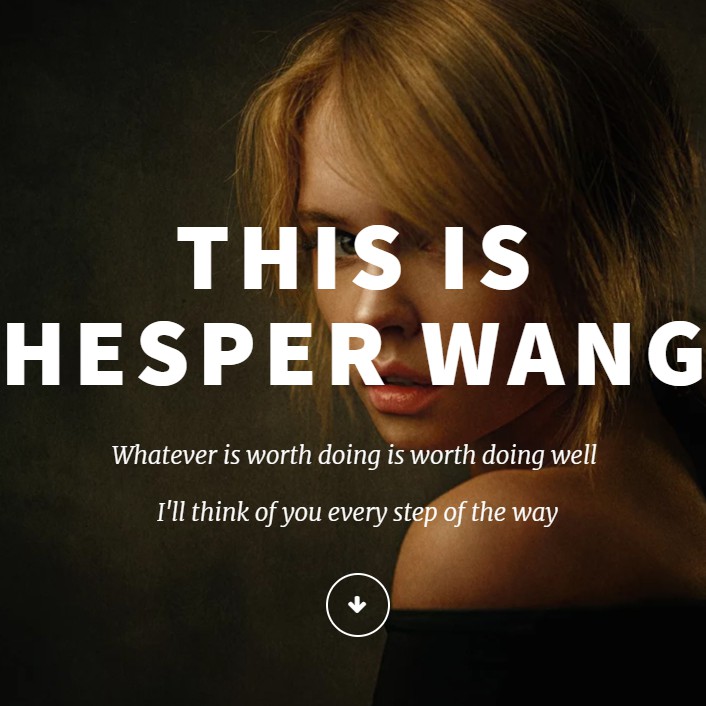 THIS IS
HESPER WANG
Whatever is worth doing is worth doing well
I'll think of you every step of the way